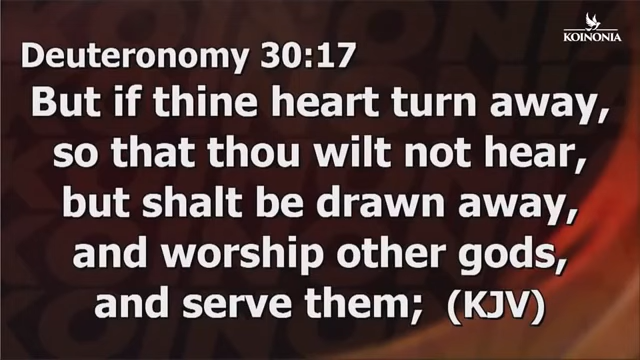 KOINONIA
Deuteronomy 30:17
But if thine heart turn away,
so that thou wilt not hear,
but shalt be drawn away,
and worship other gods,
and serve them; (KJV)